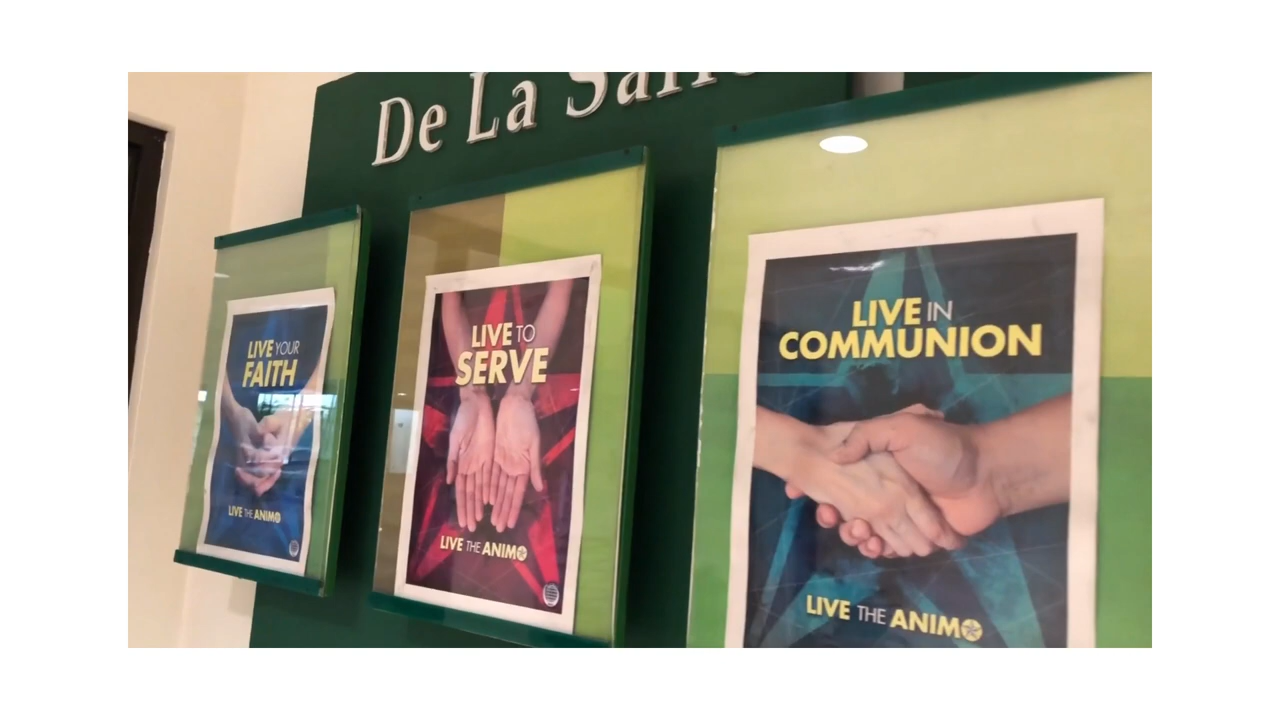 De La Salle
LIVE YOUR
FAITH
LIVE THE ANIMO
LIVE TO
SERVE
LIVE THE ANIMO
LIVE IN
COMMUNION
LIVE THE ANIMO